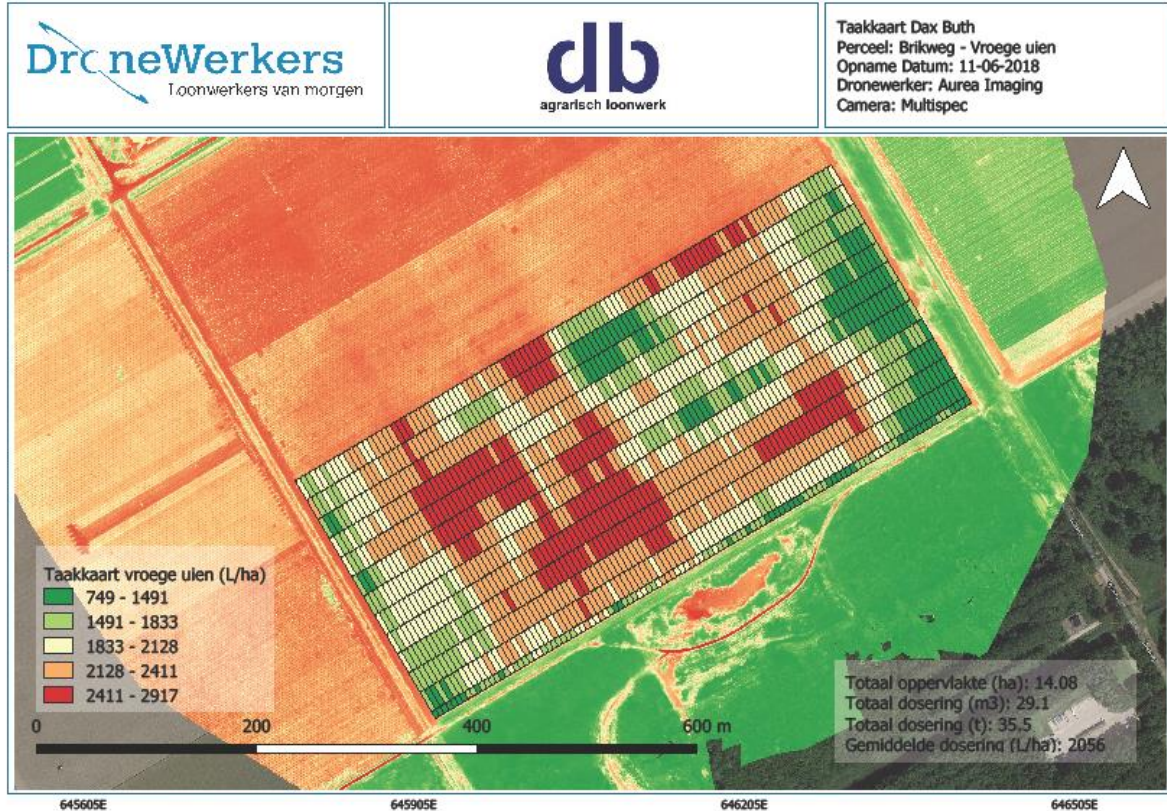 DroneWerkers
Loonwerkers van morgen
db
agrarisch loonwerk
Taakkaart Dax Buth
Perceel: Brikweg - Vroege uien
Opname Datum: 11-06-2018
Dronewerker: Aurea Imaging
Camera: Multispec
Taakkaart vroege uien (L/ha)
749 - 1491
1491 - 1833
1833 - 2128
2128 - 2411
2411 - 2917
0 200 400 600 m
Totaal oppervlakte (ha): 14.08
Totaal dosering (m3): 29.1
Totaal dosering (t): 35.5
Gemiddelde dosering (L/ha): 2056
645605E 645905E 646205E 646505E